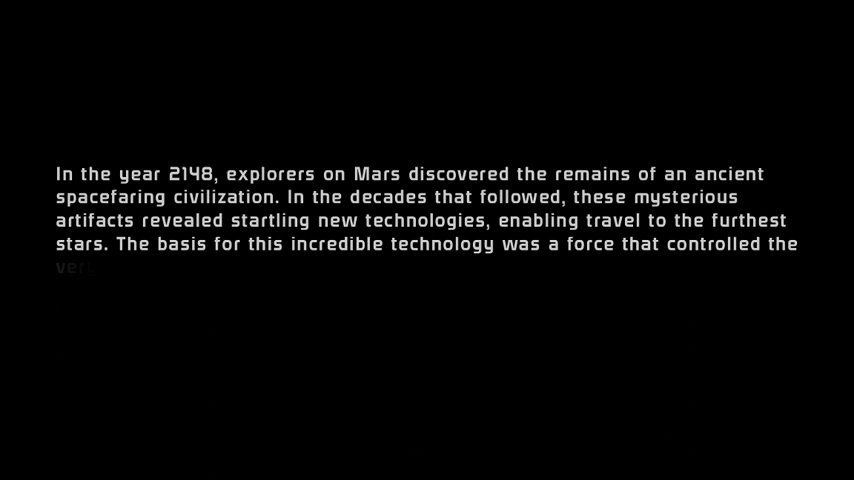 In the year 2148, explorers on Mars discovered the remains of an ancient
spacefaring civilization. In the decades that followed, these mysterious
artifacts revealed startling new technologies, enabling travel to the furthest
stars. The basis for this incredible technology was a force that controlled the
very